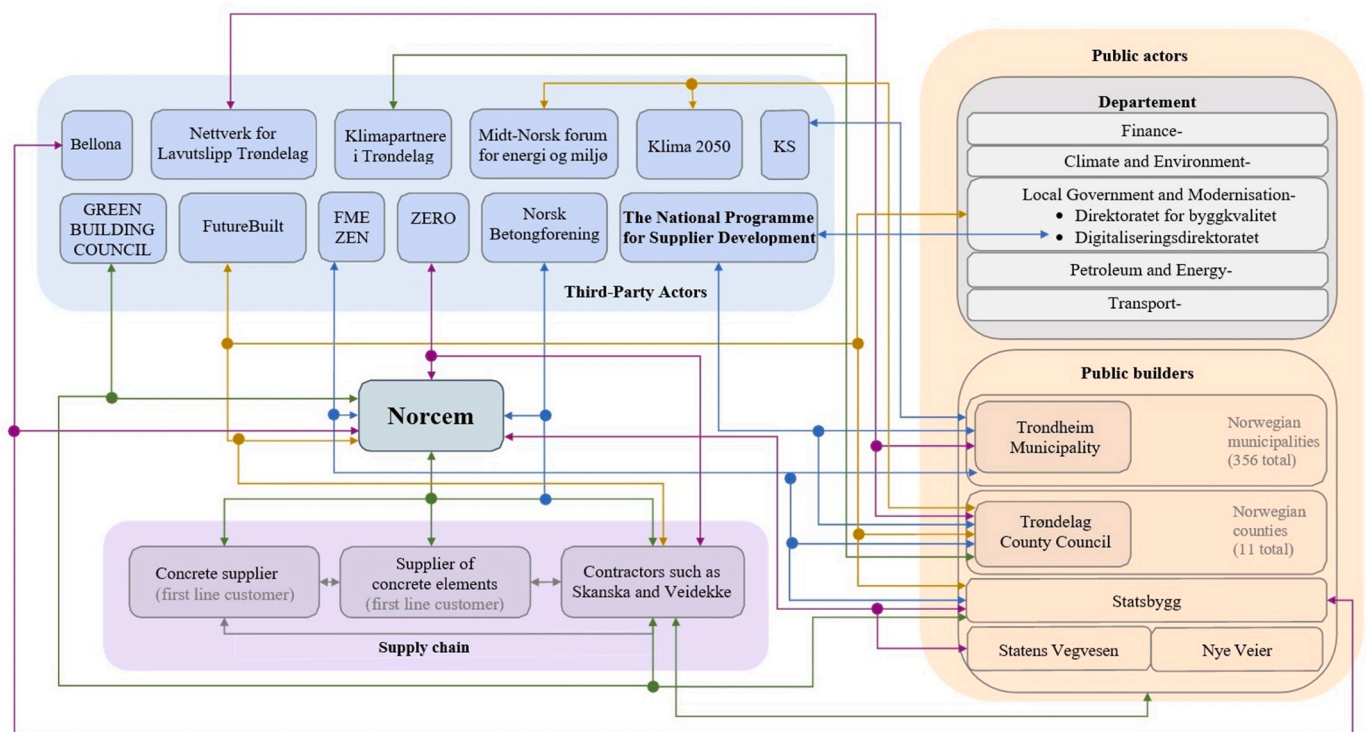 Public actors
Departement
Finance-
Climate and Environment-
Local Government and Modernisation-
• Direktoratet for byggkvalitet
• Digitaliseringsdirektoratet
Petroleum and Energy-
Transport-
Bellona
Nettverk for
Lavutslipp Trøndelag
Klimapartnere
i Trøndelag
Midt-Norsk forum
for energi og miljø
Klima 2050
KS
GREEN
BUILDING
COUNCIL
FutureBuilt
FME
ZEN
ZERO
Norsk
Betongforening
The National Programme
for Supplier Development
Third-Party Actors
Norcem
Public builders
Trondheim
Municipality
Norwegian
municipalities
(356 total)
Trøndelag
County Council
Norwegian
counties
(11 total)
Statsbygg
Statens Vegvesen
Nye Veier
Concrete supplier
(first line customer)
Supplier of
concrete elements
(first line customer)
Contractors such as
Skanska and Veidekke
Supply chain